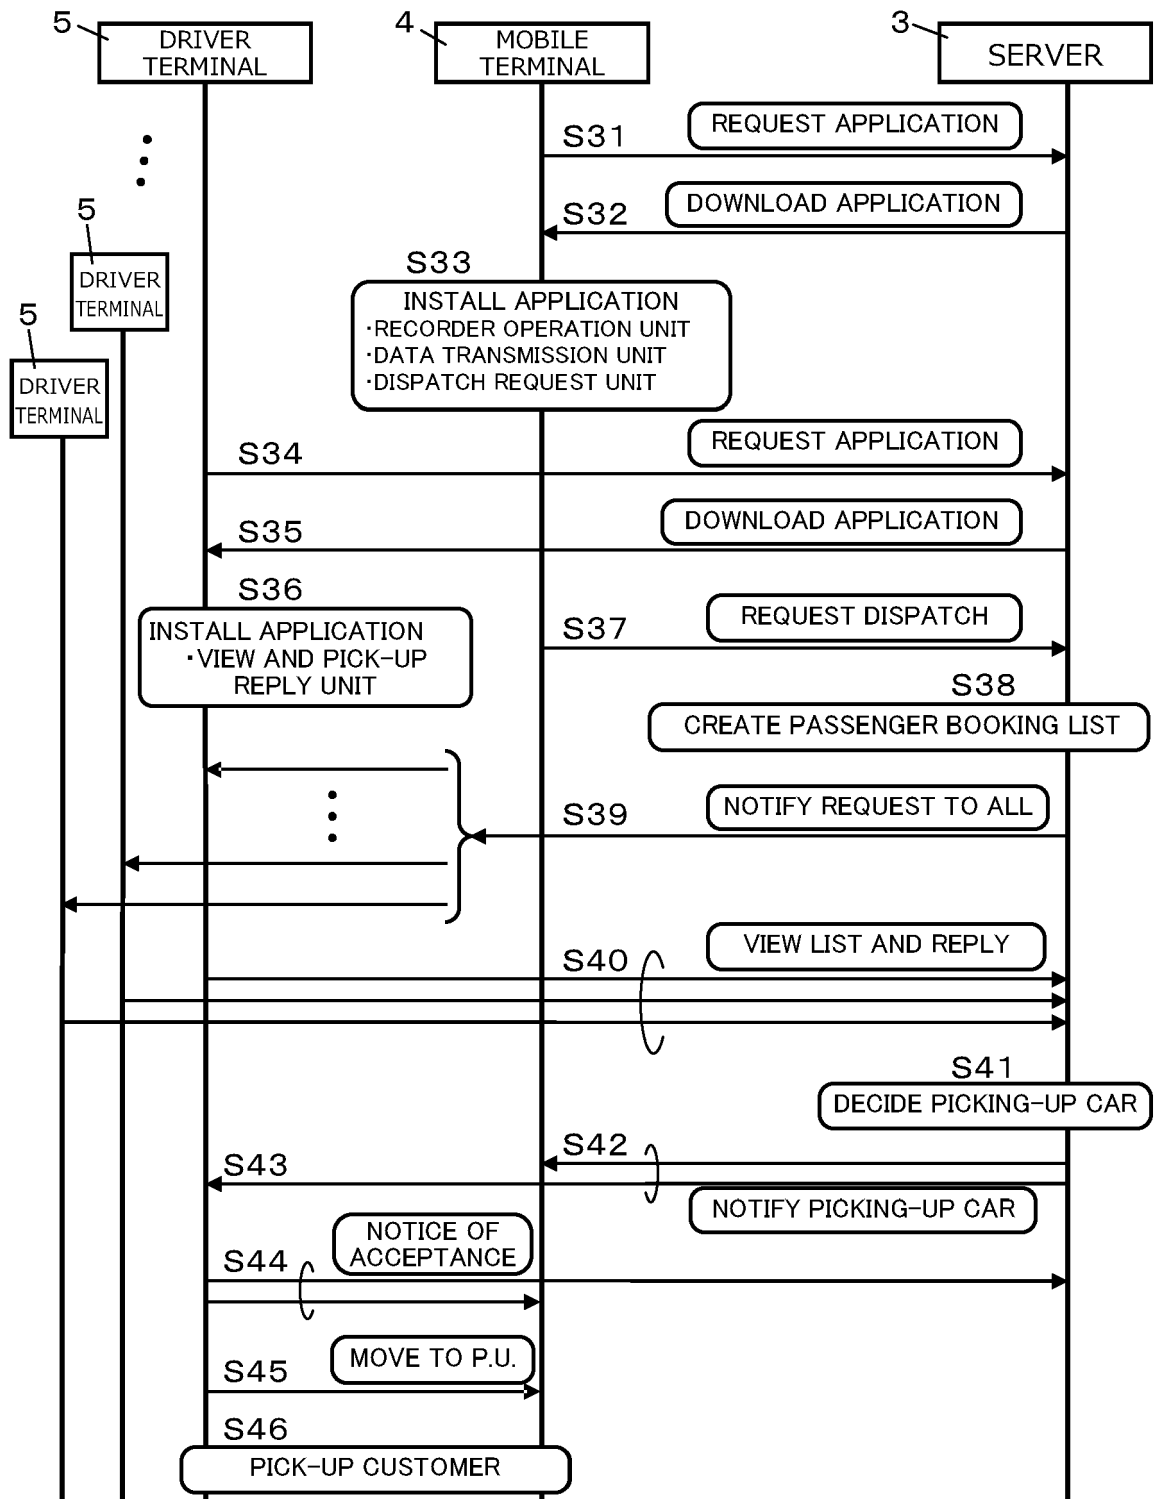 5
DRIVER
TERMINAL
4
MOBILE
TERMINAL
3
SERVER
S31
REQUEST APPLICATION
S32
DOWNLOAD APPLICATION
5
DRIVER
TERMINAL
5
DRIVER
TERMINAL
S33
INSTALL APPLICATION
・RECORDER OPERATION UNIT
・DATA TRANSMISSION UNIT
・DISPATCH REQUEST UNIT
S34
REQUEST APPLICATION
S35
DOWNLOAD APPLICATION
S36
INSTALL APPLICATION
・VIEW AND PICK-UP
REPLY UNIT
S37
REQUEST DISPATCH
S38
CREATE PASSENGER BOOKING LIST
S39
NOTIFY REQUEST TO ALL
S40
VIEW LIST AND REPLY
S41
DECIDE PICKING-UP CAR
S42
S43
NOTIFY PICKING-UP CAR
S44
NOTICE OF
ACCEPTANCE
S45
MOVE TO P.U.
S46
PICK-UP CUSTOMER